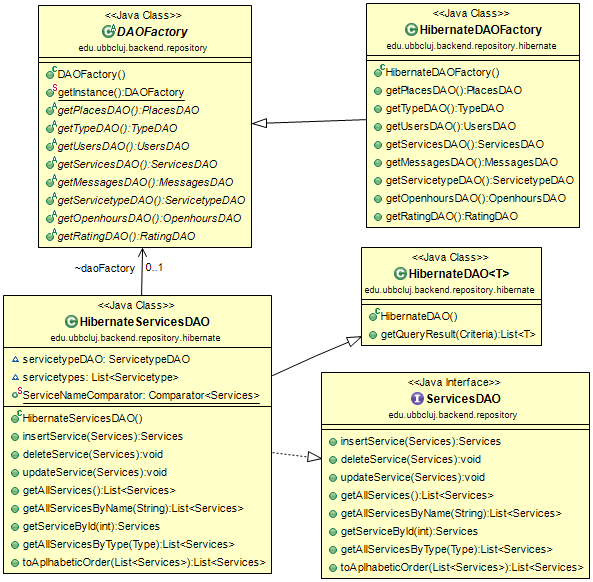 <<Java Class>>
DAOFactory
edu.ubbcluj.backend.repository
DAOFactory()
getInstance():DAOFactory
getPlacesDAO():PlacesDAO
getTypeDAO():TypeDAO
getUsersDAO():UsersDAO
getServicesDAO():ServicesDAO
getMessagesDAO():MessagesDAO
getServicetypeDAO():ServicetypeDAO
getOpenhoursDAO():OpenhoursDAO
getRatingDAO():RatingDAO
<<Java Class>>
HibernateDAOFactory
edu.ubbcluj.backend.repository.hibernate
HibernateDAOFactory()
getPlacesDAO():PlacesDAO
getTypeDAO():TypeDAO
getUsersDAO():UsersDAO
getServicesDAO():ServicesDAO
getMessagesDAO():MessagesDAO
getServicetypeDAO():ServicetypeDAO
getOpenhoursDAO():OpenhoursDAO
getRatingDAO():RatingDAO
~daoFactory 0..1
<<Java Class>>
HibernateServicesDAO
edu.ubbcluj.backend.repository.hibernate
servicetypeDAO: ServicetypeDAO
servicetypes: List<Servicetype>
ServiceNameComparator: Comparator<Services>
HibernateServicesDAO()
insertService(Services):Services
deleteService(Services):void
updateService(Services):void
getAllServices():List<Services>
getAllServicesByName(String):List<Services>
getServiceById(int):Services
getAllServicesByType(Type):List<Services>
toAplhabeticOrder(List<Services>):List<Services>
<<Java Class>>
HibernateDAO<T>
edu.ubbcluj.backend.repository.hibernate
HibernateDAO()
getQueryResult(Criteria):List<T>
<<Java Interface>>
ServicesDAO
edu.ubbcluj.backend.repository
insertService(Services):Services
deleteService(Services):void
updateService(Services):void
getAllServices():List<Services>
getAllServicesByName(String):List<Services>
getServiceById(int):Services
getAllServicesByType(Type):List<Services>
toAplhabeticOrder(List<Services>):List<Services>